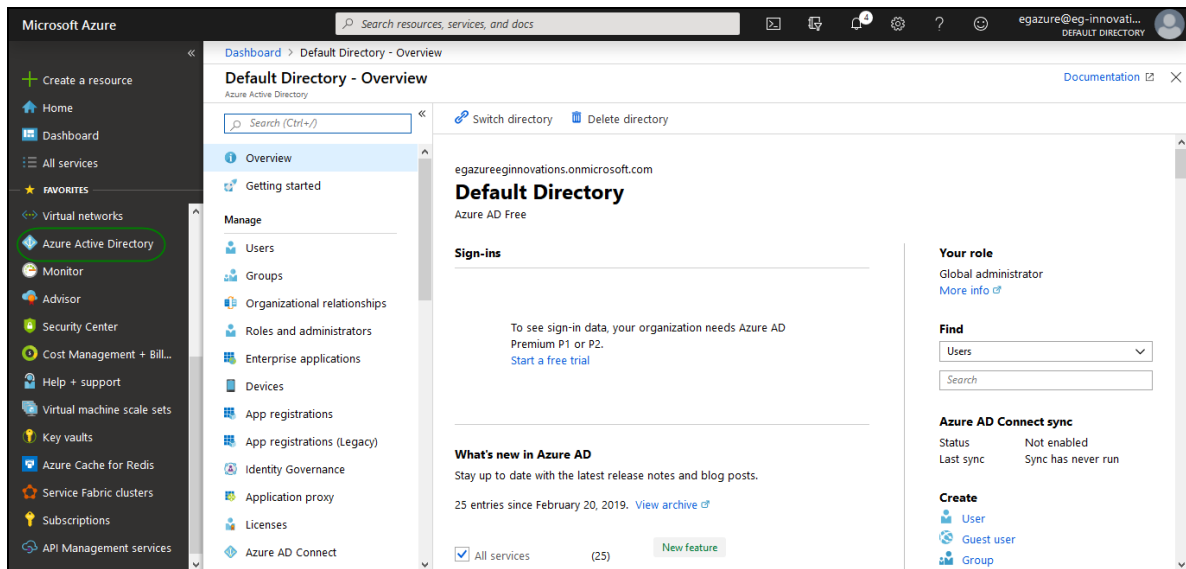 Microsoft Azure
Search resources, services, and docs
4
?
egazure@eg-innovati...
DEFAULT DIRECTORY
«
Create a resource
Home
Dashboard
All services
FAVORITES
Virtual networks
Azure Active Directory
Monitor
Advisor
Security Center
Cost Management + Bill...
Help + support
Virtual machine scale sets
Key vaults
Azure Cache for Redis
Service Fabric clusters
Subscriptions
API Management services
Dashboard > Default Directory - Overview
Default Directory - Overview
Azure Active Directory
Documentation
Search (Ctrl+/)
«
Overview
Getting started
Manage
Users
Groups
Organizational relationships
Roles and administrators
Enterprise applications
Devices
App registrations
App registrations (Legacy)
Identity Governance
Application proxy
Licenses
Azure AD Connect
Switch directory
Delete directory
egazureeginnovations.onmicrosoft.com
Default Directory
Azure AD Free
Sign-ins
To see sign-in data, your organization needs Azure AD
Premium P1 or P2.
Start a free trial
What's new in Azure AD
Stay up to date with the latest release notes and blog posts.
25 entries since February 20, 2019. View archive
All services (25)
New feature
Your role
Global administrator
More info
Find
Users
Search
Azure AD Connect sync
Status Not enabled
Last sync Sync has never run
Create
User
Guest user
Group